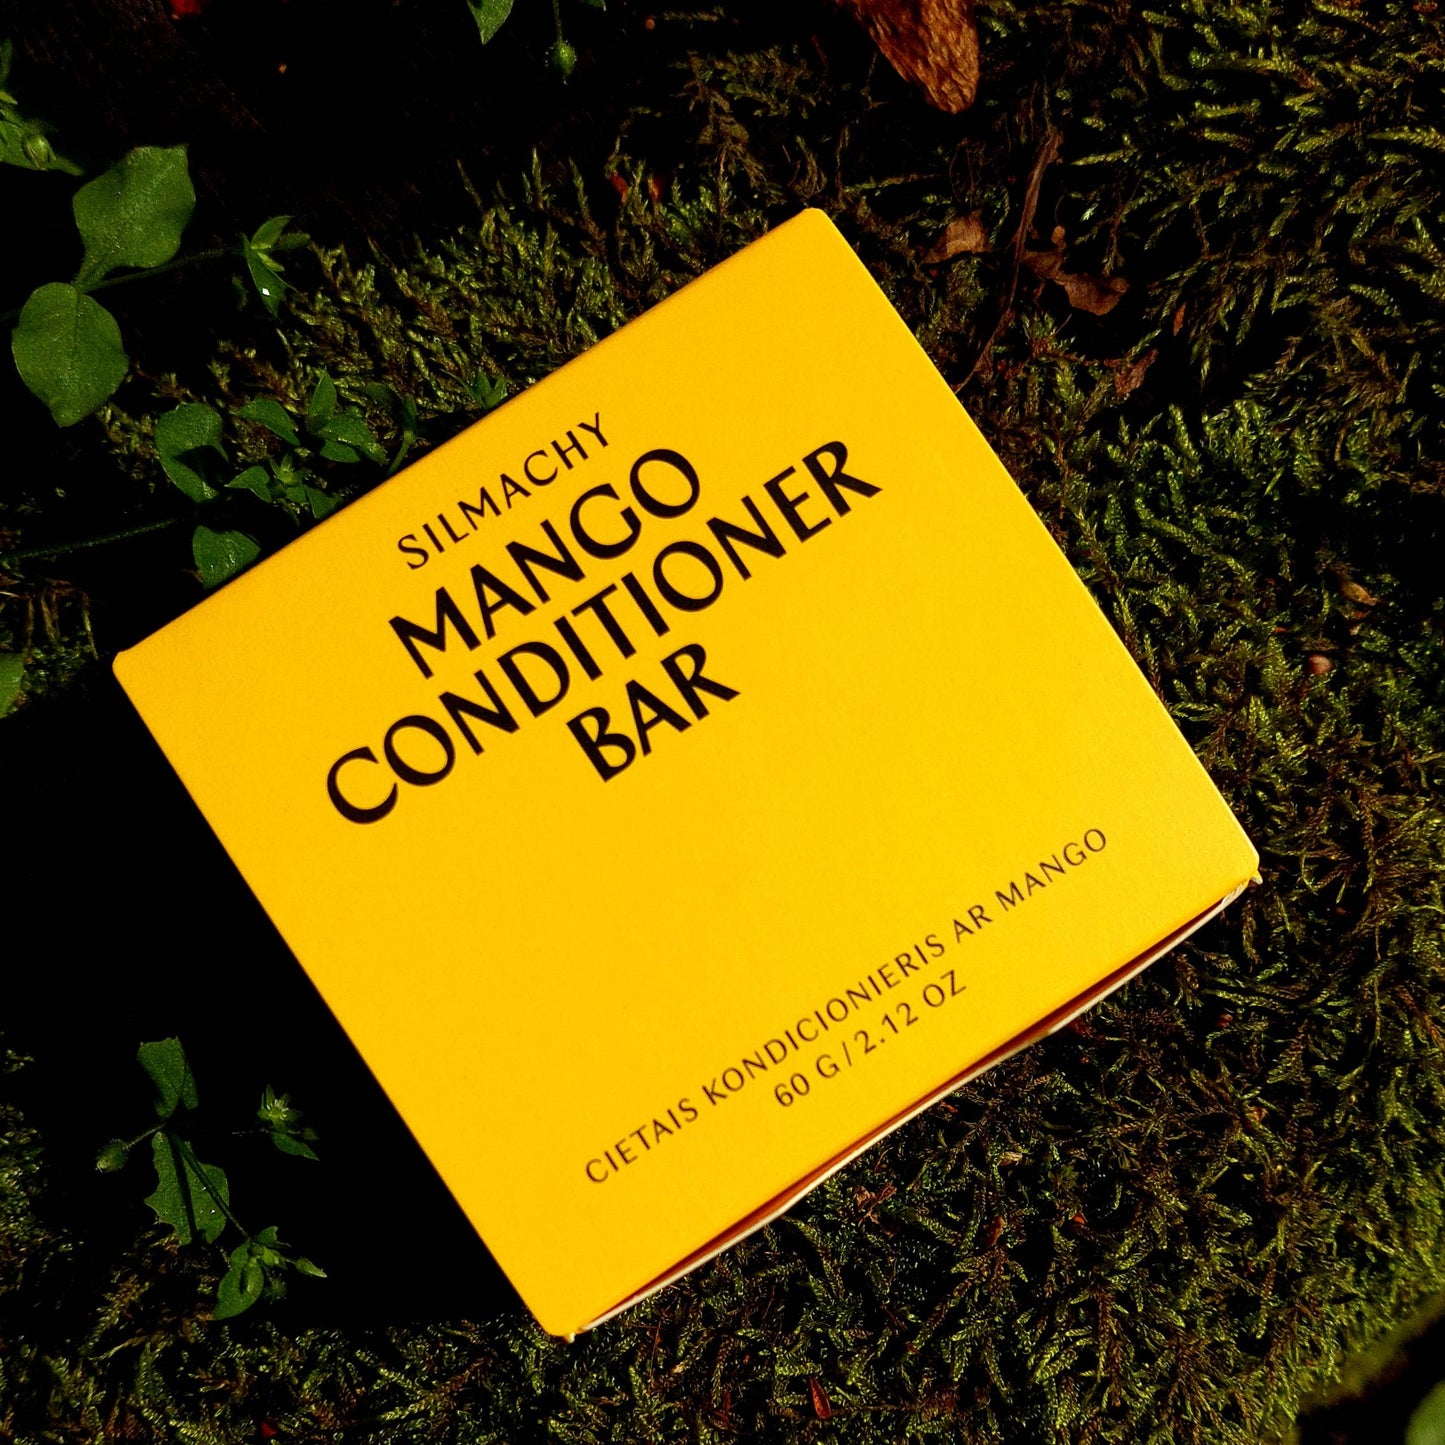 SILMACHY
MANGO
CONDITIONER
BAR
CIETAIS KONDICIONIERIS AR MANGO
60 G / 2.12 OZ